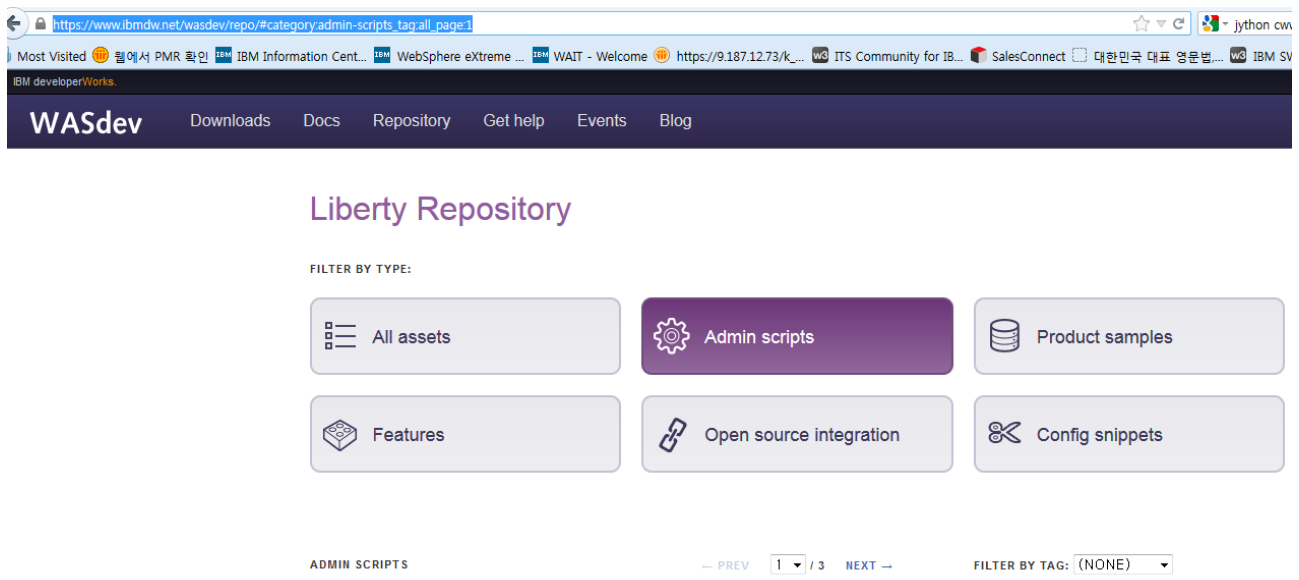 https://www.ibmdw.net/wasdev/repo/#category:admin-scripts_tag:all_page:1
jython cwv
Most Visited 웹에서 PMR 확인 IBM Information Cent... WebSphere eXtreme ... WAIT - Welcome https://9.187.12.73/k_... ITS Community for IB... SalesConnect 대한민국 대표 영문법,... IBM SW
IBM developerWorks.
WASdev Downloads Docs Repository Get help Events Blog
Liberty Repository
FILTER BY TYPE:
All assets Admin scripts Product samples
Features Open source integration Config snippets
ADMIN SCRIPTS ← PREV 1 / 3 NEXT → FILTER BY TAG: (NONE)